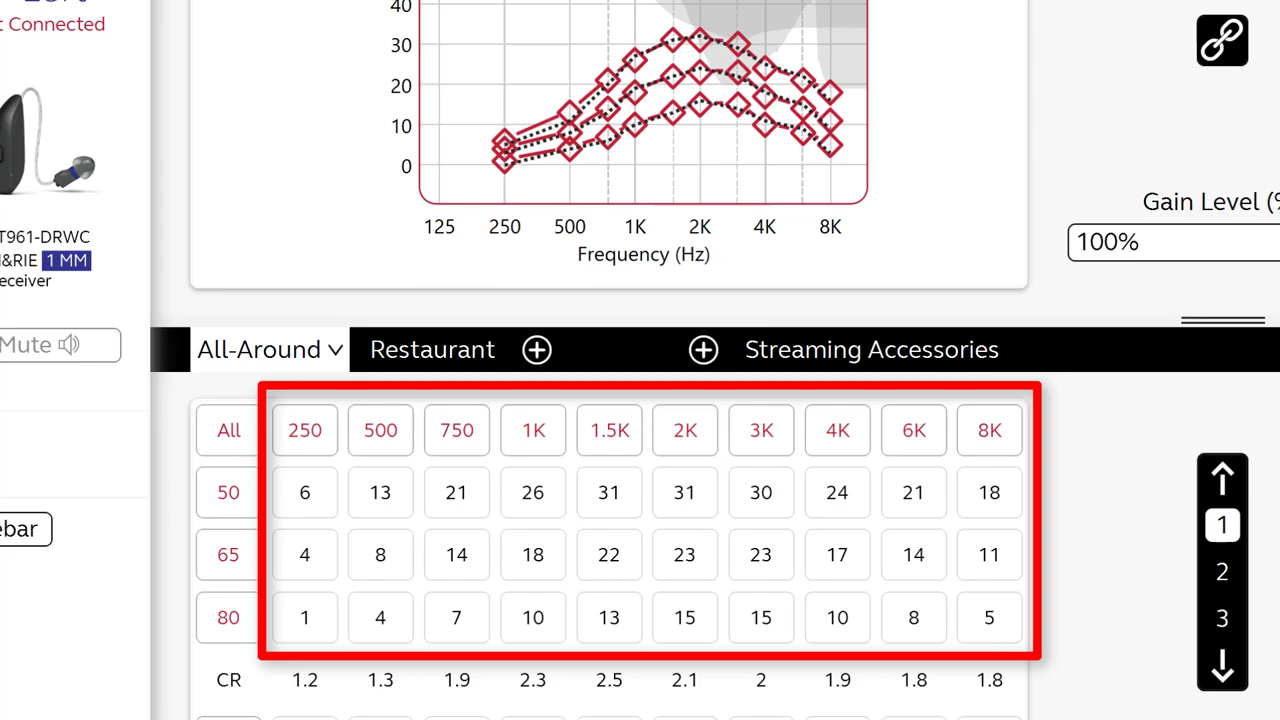 t Connected
40
30
20
10
0
125 250 500 1K 2K 4K 8K
Frequency (Hz)
T961-DRWC
&RIE 1 MM
eceiver
Mute
Gain Level (%
100%
All-Around Restaurant Streaming Accessories
All 250 500 750 1K 1.5K 2K 3K 4K 6K 8K
50 6 13 21 26 31 31 30 24 21 18
65 4 8 14 18 22 23 23 17 14 11
80 1 4 7 10 13 15 15 10 8 5
CR 1.2 1.3 1.9 2.3 2.5 2.1 2 1.9 1.8 1.8
ebar
1
2
3